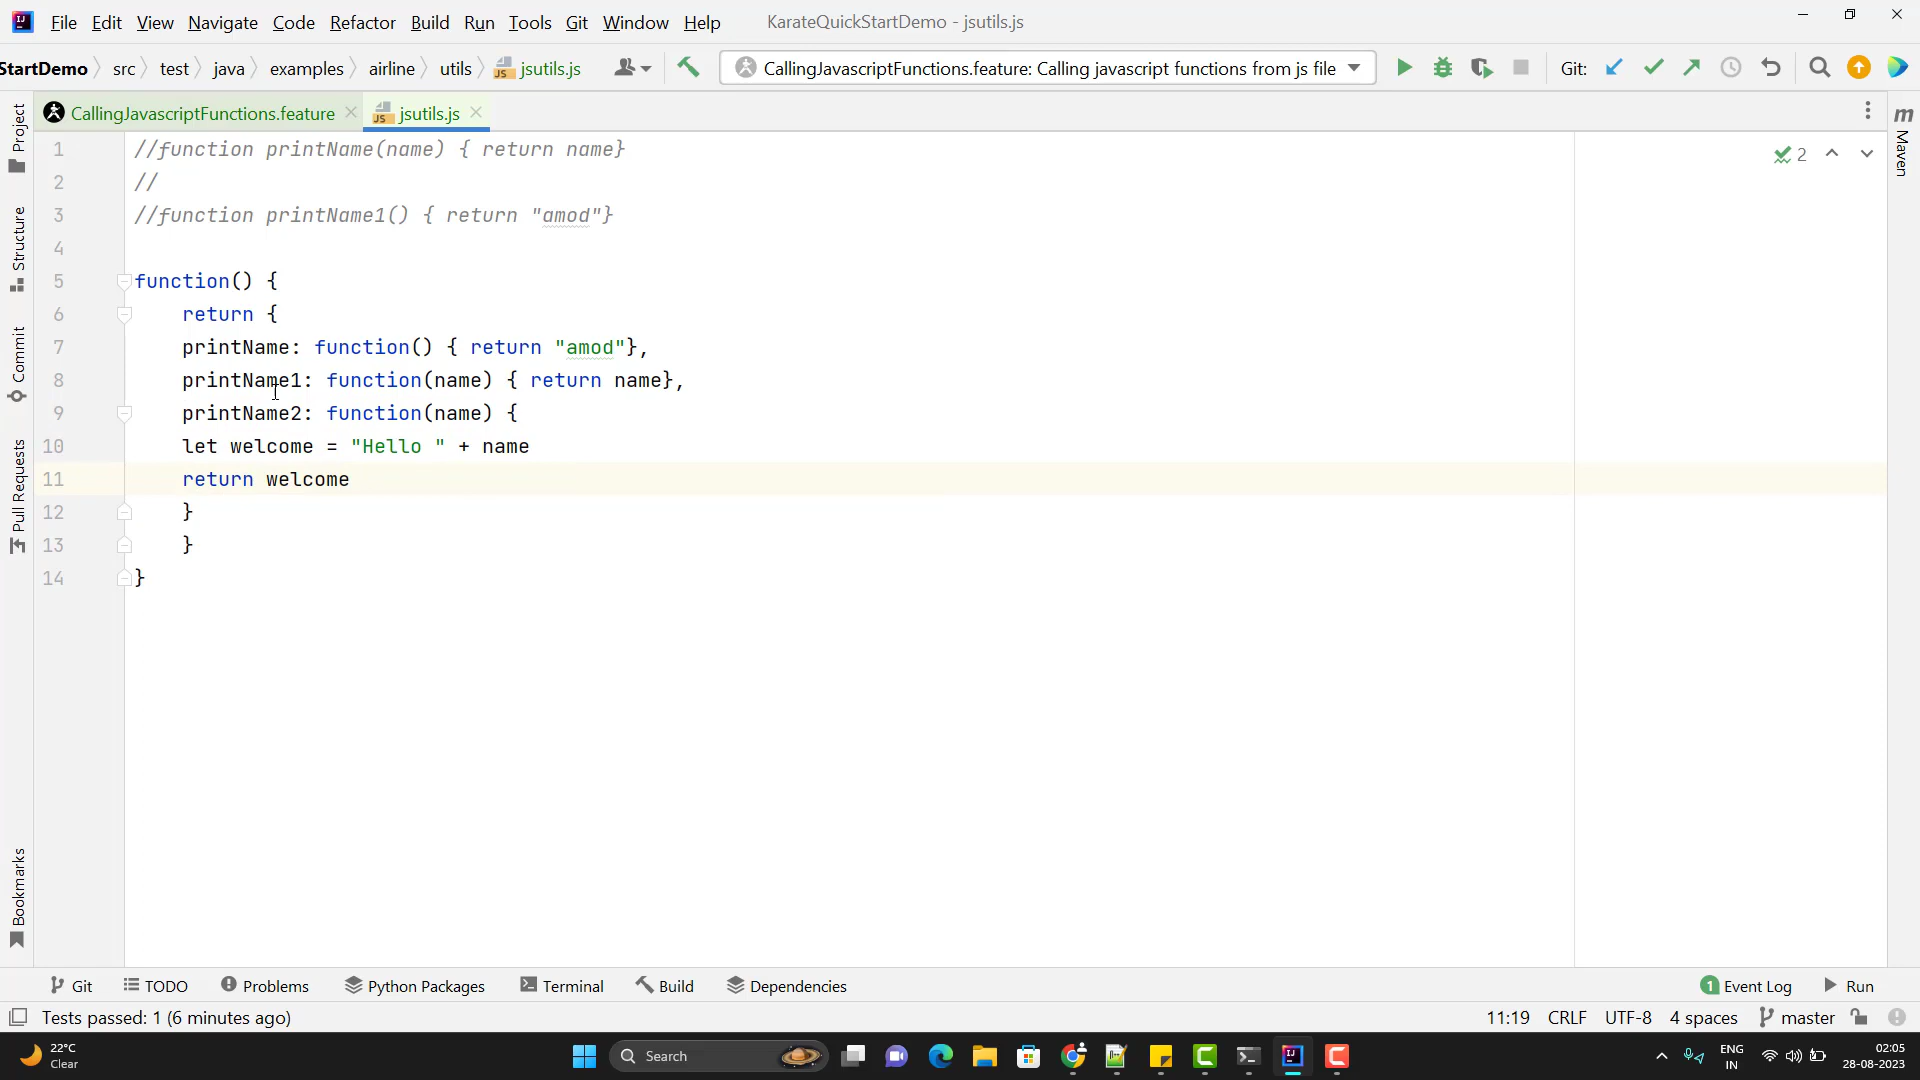 File Edit View Navigate Code Refactor Build Run Tools Git Window Help KarateQuickStartDemo - jsutils.js
StartDemo src test java examples airline utils jsutils.js CallingJavascriptFunctions.feature: Calling javascript functions from js file Git:
CallingJavascriptFunctions.feature jsutils.js
Project
Structure
Commit
Pull Requests
Bookmarks
m Maven
2
1 //function printName(name) { return name}
2 //
3 //function printName1() { return "amod"}
4
5 function() {
6 return {
7 printName: function() { return "amod"},
8 printName1: function(name) { return name},
9 printName2: function(name) {
10 let welcome = "Hello " + name
11 return welcome
12 }
13 }
14 }
Git TODO Problems Python Packages Terminal Build Dependencies 1 Event Log Run
Tests passed: 1 (6 minutes ago) 11:19 CRLF UTF-8 4 spaces master
22°C
Clear
Search
ENG
IN
02:05
28-08-2023